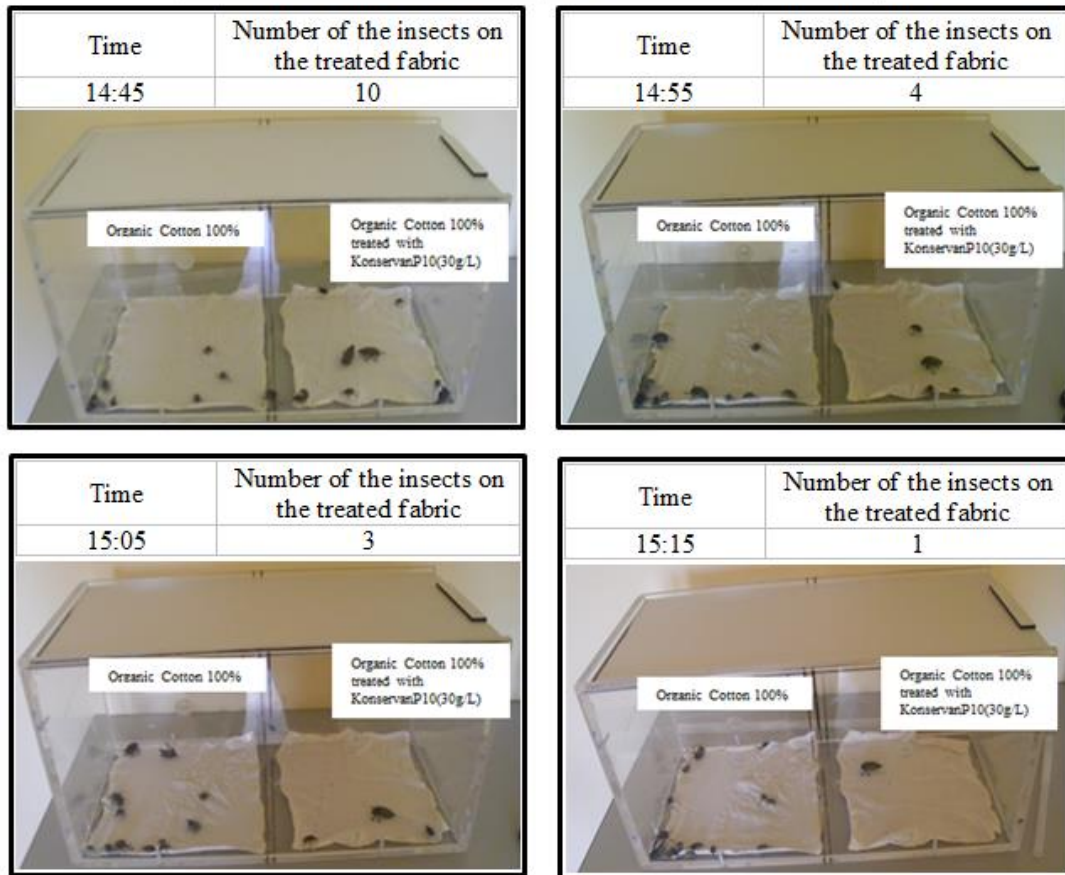 Time
Number of the insects on
the treated fabric
14:45
10
Organic Cotton 100%
Organic Cotton 100%
treated with
KonservanP10(30g/L)
Time
Number of the insects on
the treated fabric
14:55
4
Organic Cotton 100%
Organic Cotton 100%
treated with
KonservanP10(30g/L)
Time
Number of the insects on
the treated fabric
15:05
3
Organic Cotton 100%
Organic Cotton 100%
treated with
KonservanP10(30g/L)
Time
Number of the insects on
the treated fabric
15:15
1
Organic Cotton 100%
Organic Cotton 100%
treated with
KonservanP10(30g/L)